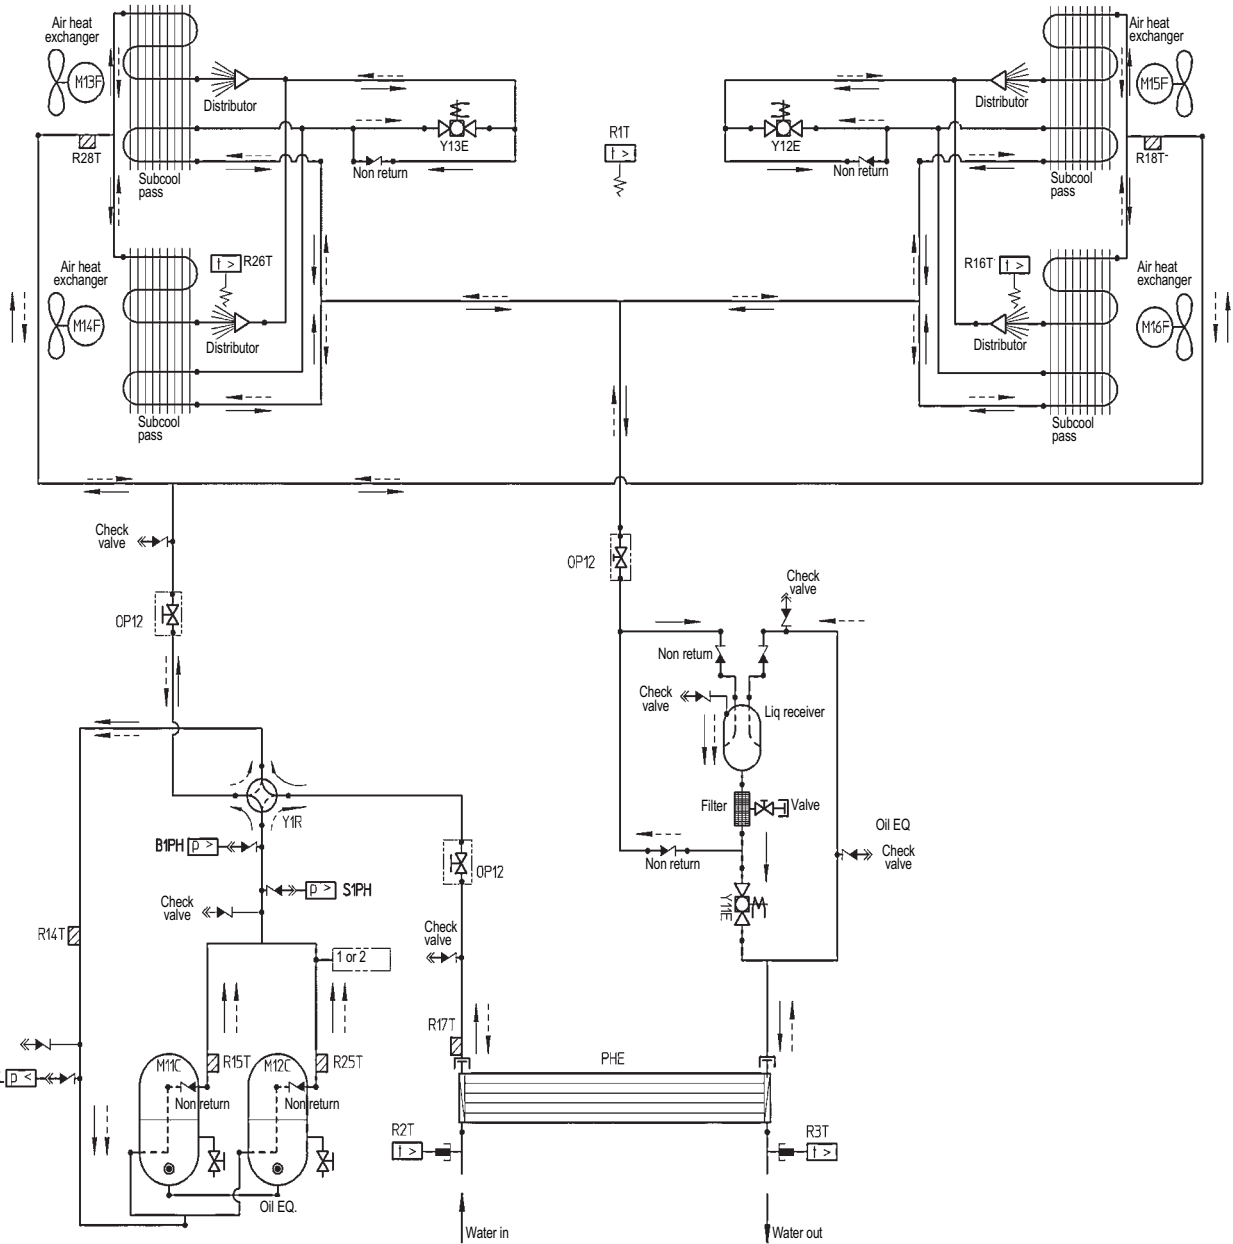 Air heat
exchanger
M13F
Distributor
R28T
Subcool
pass
Y13E
Non return
R1T
t >
Y12E
Non return
Air heat
exchanger
M15F
Distributor
R18T
Subcool
pass
Air heat
exchanger
M14F
t >
R26T
Distributor
Subcool
pass
R16T
t >
Air heat
exchanger
M16F
Distributor
Subcool
pass
Check
valve
OP12
OP12
Check
valve
Non return
Check
valve
Liq receiver
Filter
Valve
Oil EQ
Check
valve
Non return
Y11E
Y1R
B1PH
p >
p >
S1PH
Check
valve
OP12
Check
valve
R14T
1 or 2
R17T
PHE
M11C
R15T
M12C
R25T
Non return
Non return
p <
R2T
t >
R3T
t >
Oil EQ.
Water in
Water out